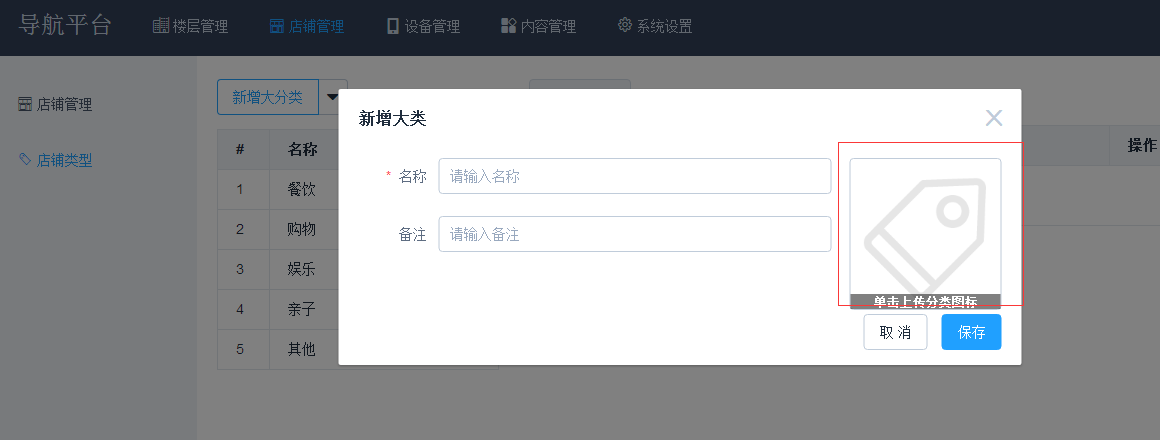 导航平台
楼层管理
店铺管理
设备管理
内容管理
系统设置
店铺管理
店铺类型
新增大分类
# 名称
操作
1 餐饮
2 购物
3 娱乐
4 亲子
5 其他
新增大类
* 名称 请输入名称
备注 请输入备注
单击上传分类图标
取 消
保存